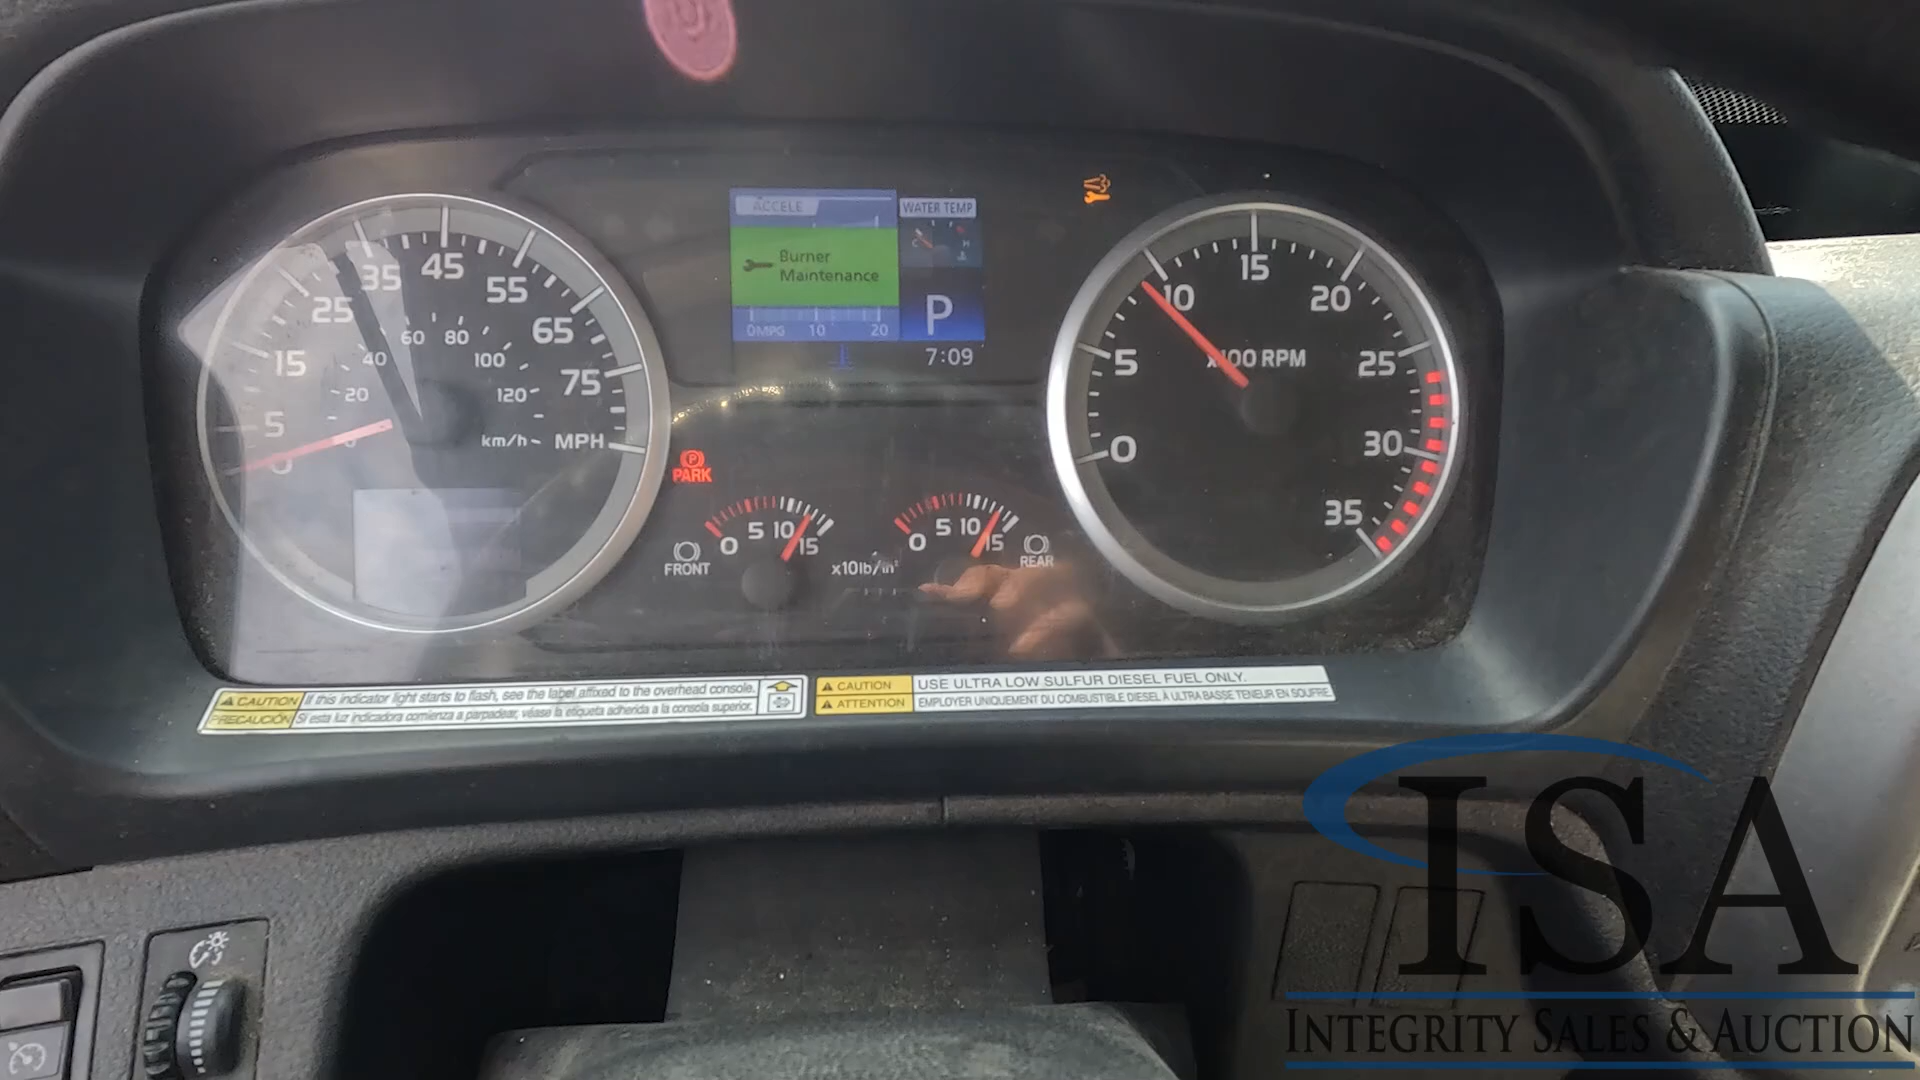 ACCELE
WATER TEMP
Burner
Maintenance
C H
0MPG 10 20
P
7:09
5 15 25 35 45 55 65 75
20 40 60 80 100 120
0
0
km/h MPH
PARK
0 5 10 15
FRONT
x10lb/in²
0 5 10 15
REAR
0 5 10 15 20 25 30 35
x100 RPM
CAUTION If this indicator light starts to flash, see the label affixed to the overhead console.
PRECAUCIÓN Si esta luz indicadora comienza a parpadear, véase la etiqueta adherida a la consola superior.
CAUTION USE ULTRA LOW SULFUR DIESEL FUEL ONLY.
ATTENTION EMPLOYER UNIQUEMENT DU COMBUSTIBLE DIESEL À ULTRA BASSE TENEUR EN SOUFRE.
ISA
INTEGRITY SALES & AUCTION